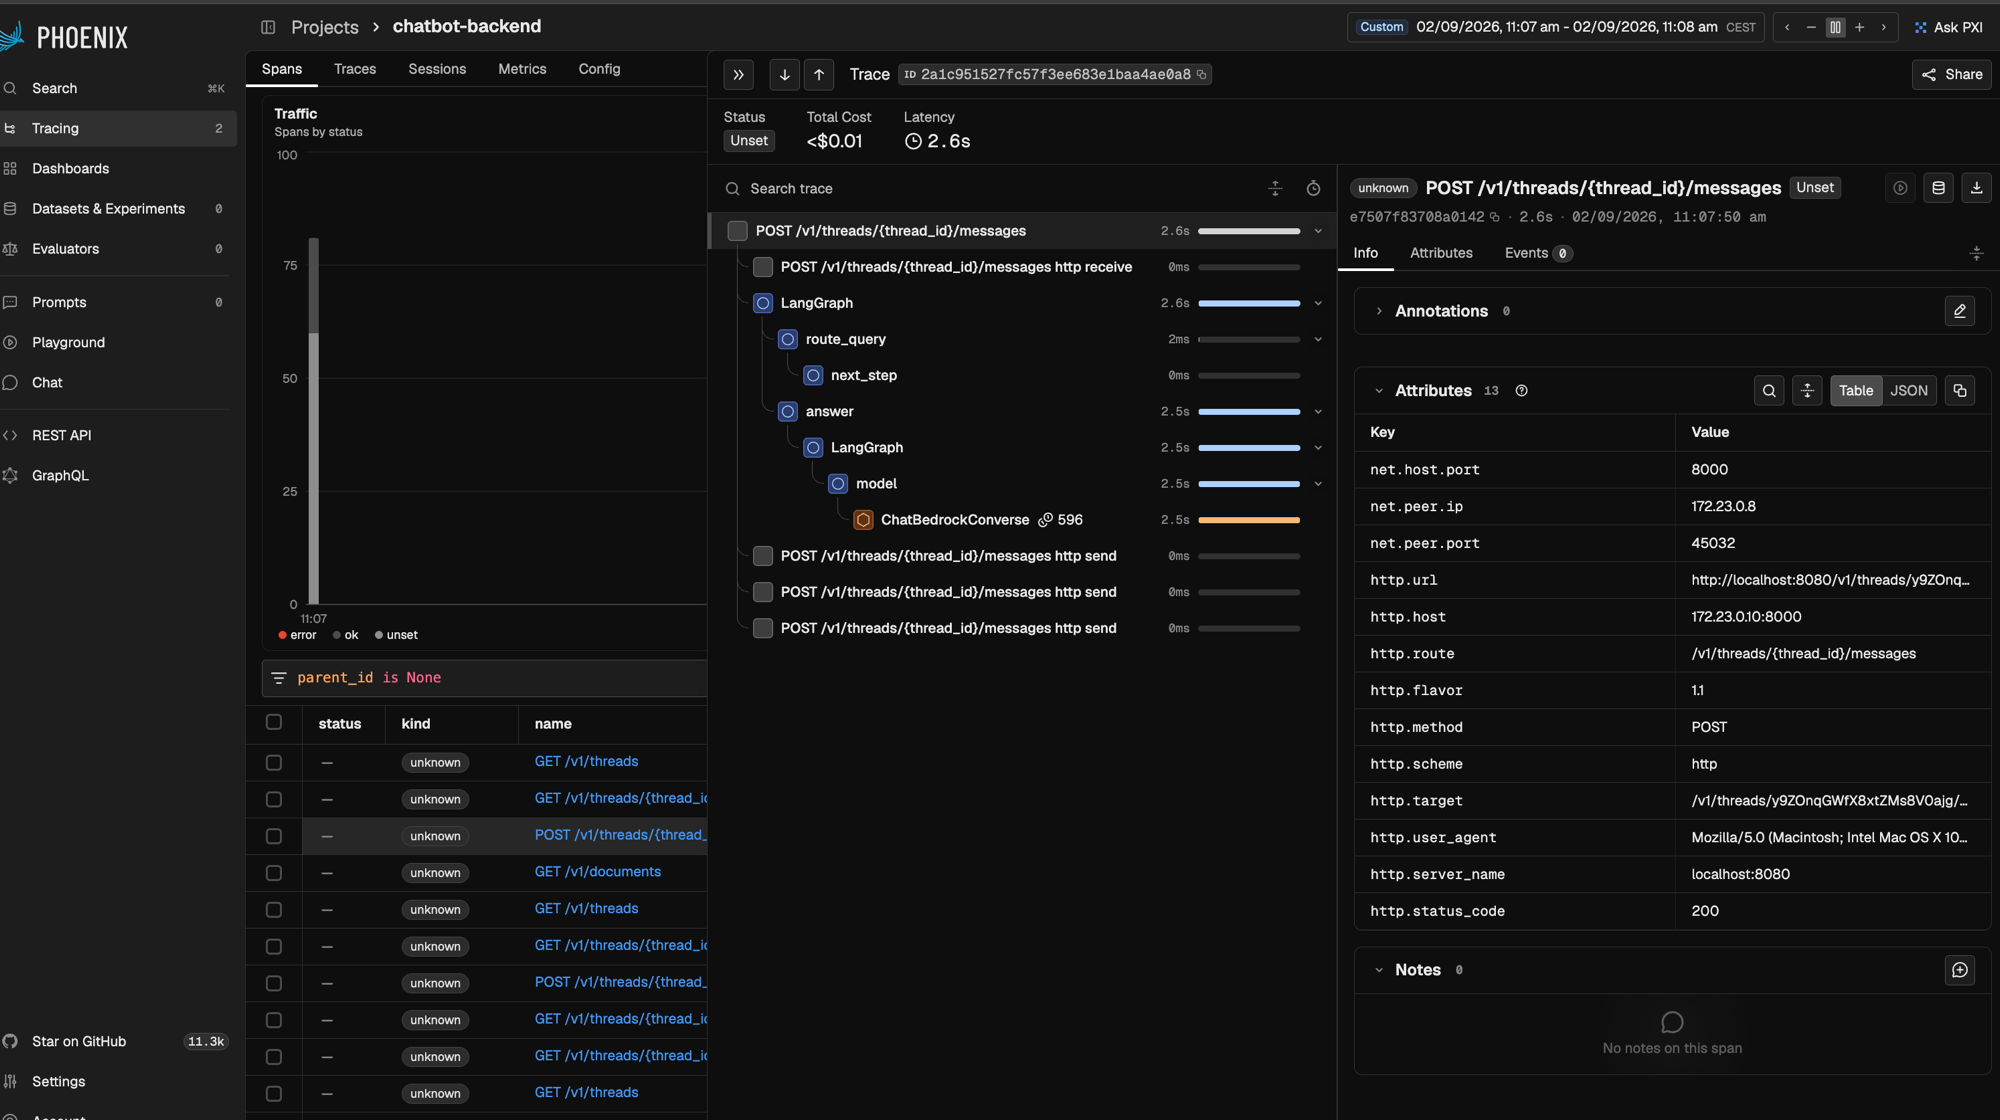 PHOENIX
Search ⌘K
Tracing 2
Dashboards
Datasets & Experiments 0
Evaluators 0
Prompts 0
Playground
Chat
REST API
GraphQL
Star on GitHub 11.3k
Settings
Account
Projects > chatbot-backend
Custom 02/09/2026, 11:07 am - 02/09/2026, 11:08 am CEST
Ask PXI
Spans Traces Sessions Metrics Config
Traffic
Spans by status
100
75
50
25
0
11:07
error ok unset
parent_id is None
status kind name
— unknown GET /v1/threads
— unknown GET /v1/threads/{thread_id
— unknown POST /v1/threads/{thread_
— unknown GET /v1/documents
— unknown GET /v1/threads
— unknown GET /v1/threads/{thread_id
— unknown POST /v1/threads/{thread_
— unknown GET /v1/threads/{thread_id
— unknown GET /v1/threads/{thread_id
— unknown GET /v1/threads
Trace ID 2a1c951527fc57f3ee683e1baa4ae0a8
Share
Status Total Cost Latency
Unset <$0.01 2.6s
Search trace
POST /v1/threads/{thread_id}/messages 2.6s
POST /v1/threads/{thread_id}/messages http receive 0ms
LangGraph 2.6s
route_query 2ms
next_step 0ms
answer 2.5s
LangGraph 2.5s
model 2.5s
ChatBedrockConverse 596 2.5s
POST /v1/threads/{thread_id}/messages http send 0ms
POST /v1/threads/{thread_id}/messages http send 0ms
POST /v1/threads/{thread_id}/messages http send 0ms
unknown POST /v1/threads/{thread_id}/messages Unset
e7507f83708a0142 · 2.6s · 02/09/2026, 11:07:50 am
Info Attributes Events 0
Annotations 0
Attributes 13 Table JSON
Key Value
net.host.port 8000
net.peer.ip 172.23.0.8
net.peer.port 45032
http.url http://localhost:8080/v1/threads/y9ZOnq...
http.host 172.23.0.10:8000
http.route /v1/threads/{thread_id}/messages
http.flavor 1.1
http.method POST
http.scheme http
http.target /v1/threads/y9ZOnqGWfX8xtZMs8V0ajg/...
http.user_agent Mozilla/5.0 (Macintosh; Intel Mac OS X 10...
http.server_name localhost:8080
http.status_code 200
Notes 0
No notes on this span